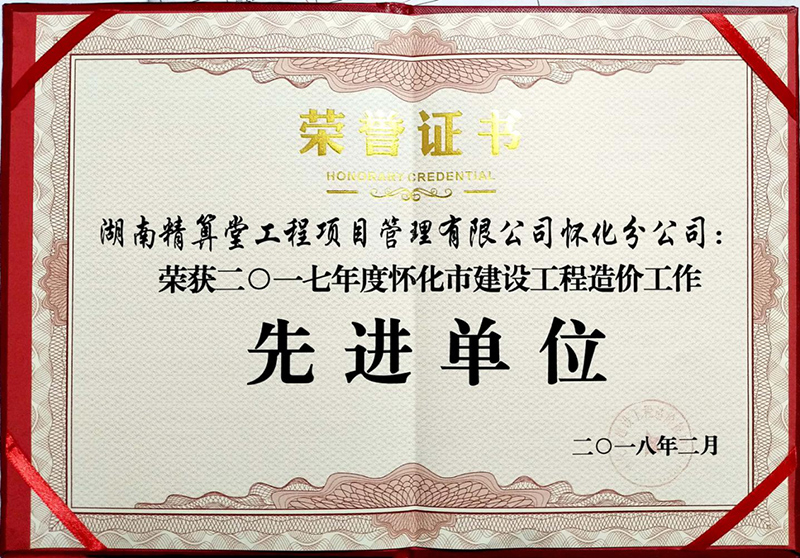 荣誉证书
HONORARY CREDENTIAL
湖南精算堂工程项目管理有限公司怀化分公司：
荣获二〇一七年度怀化市建设工程造价工作
先进单位
二〇一八年二月